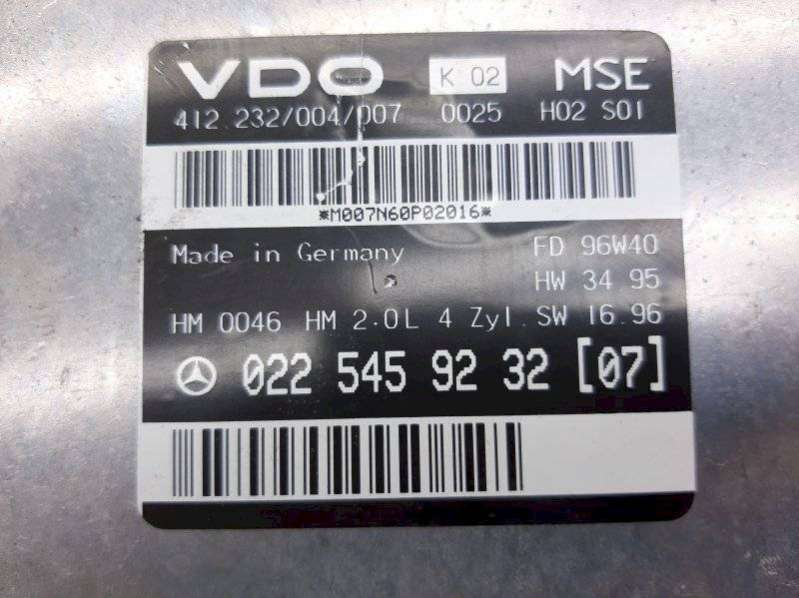 VDO K 02 MSE
412.232/004/007 0025 H02 S01
*M007N60P02016*
Made in Germany FD 96W40
HW 34 95
HM 0046 HM 2.0L 4 Zyl. SW 16.96
022 545 92 32 [07]